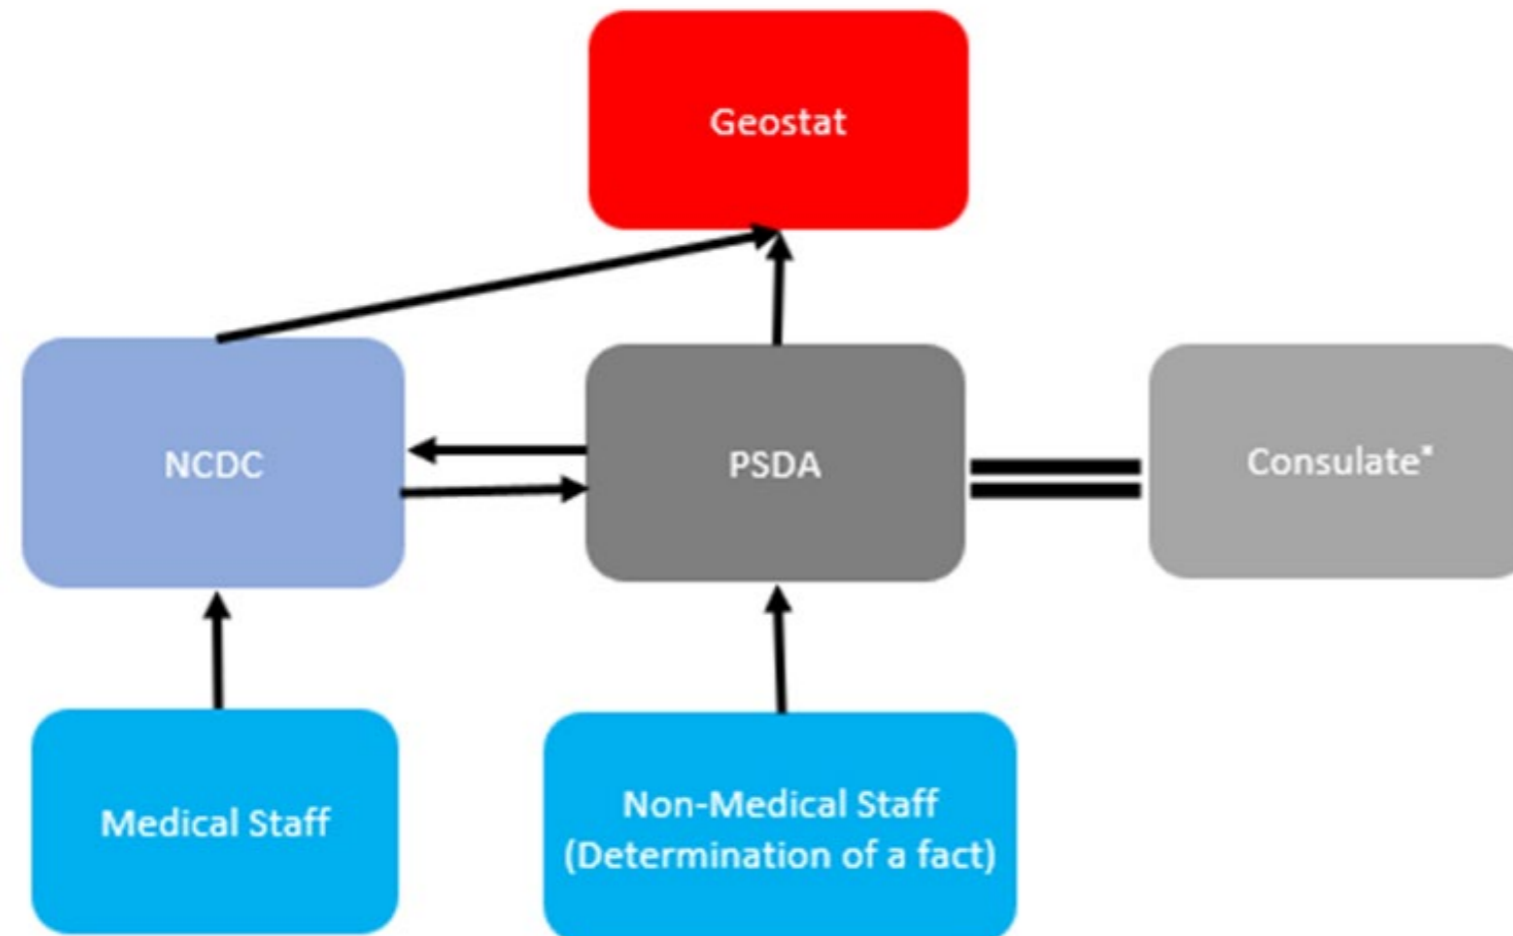 Geostat
NCDC
PSDA
Consulate*
Medical Staff
Non-Medical Staff
(Determination of a fact)